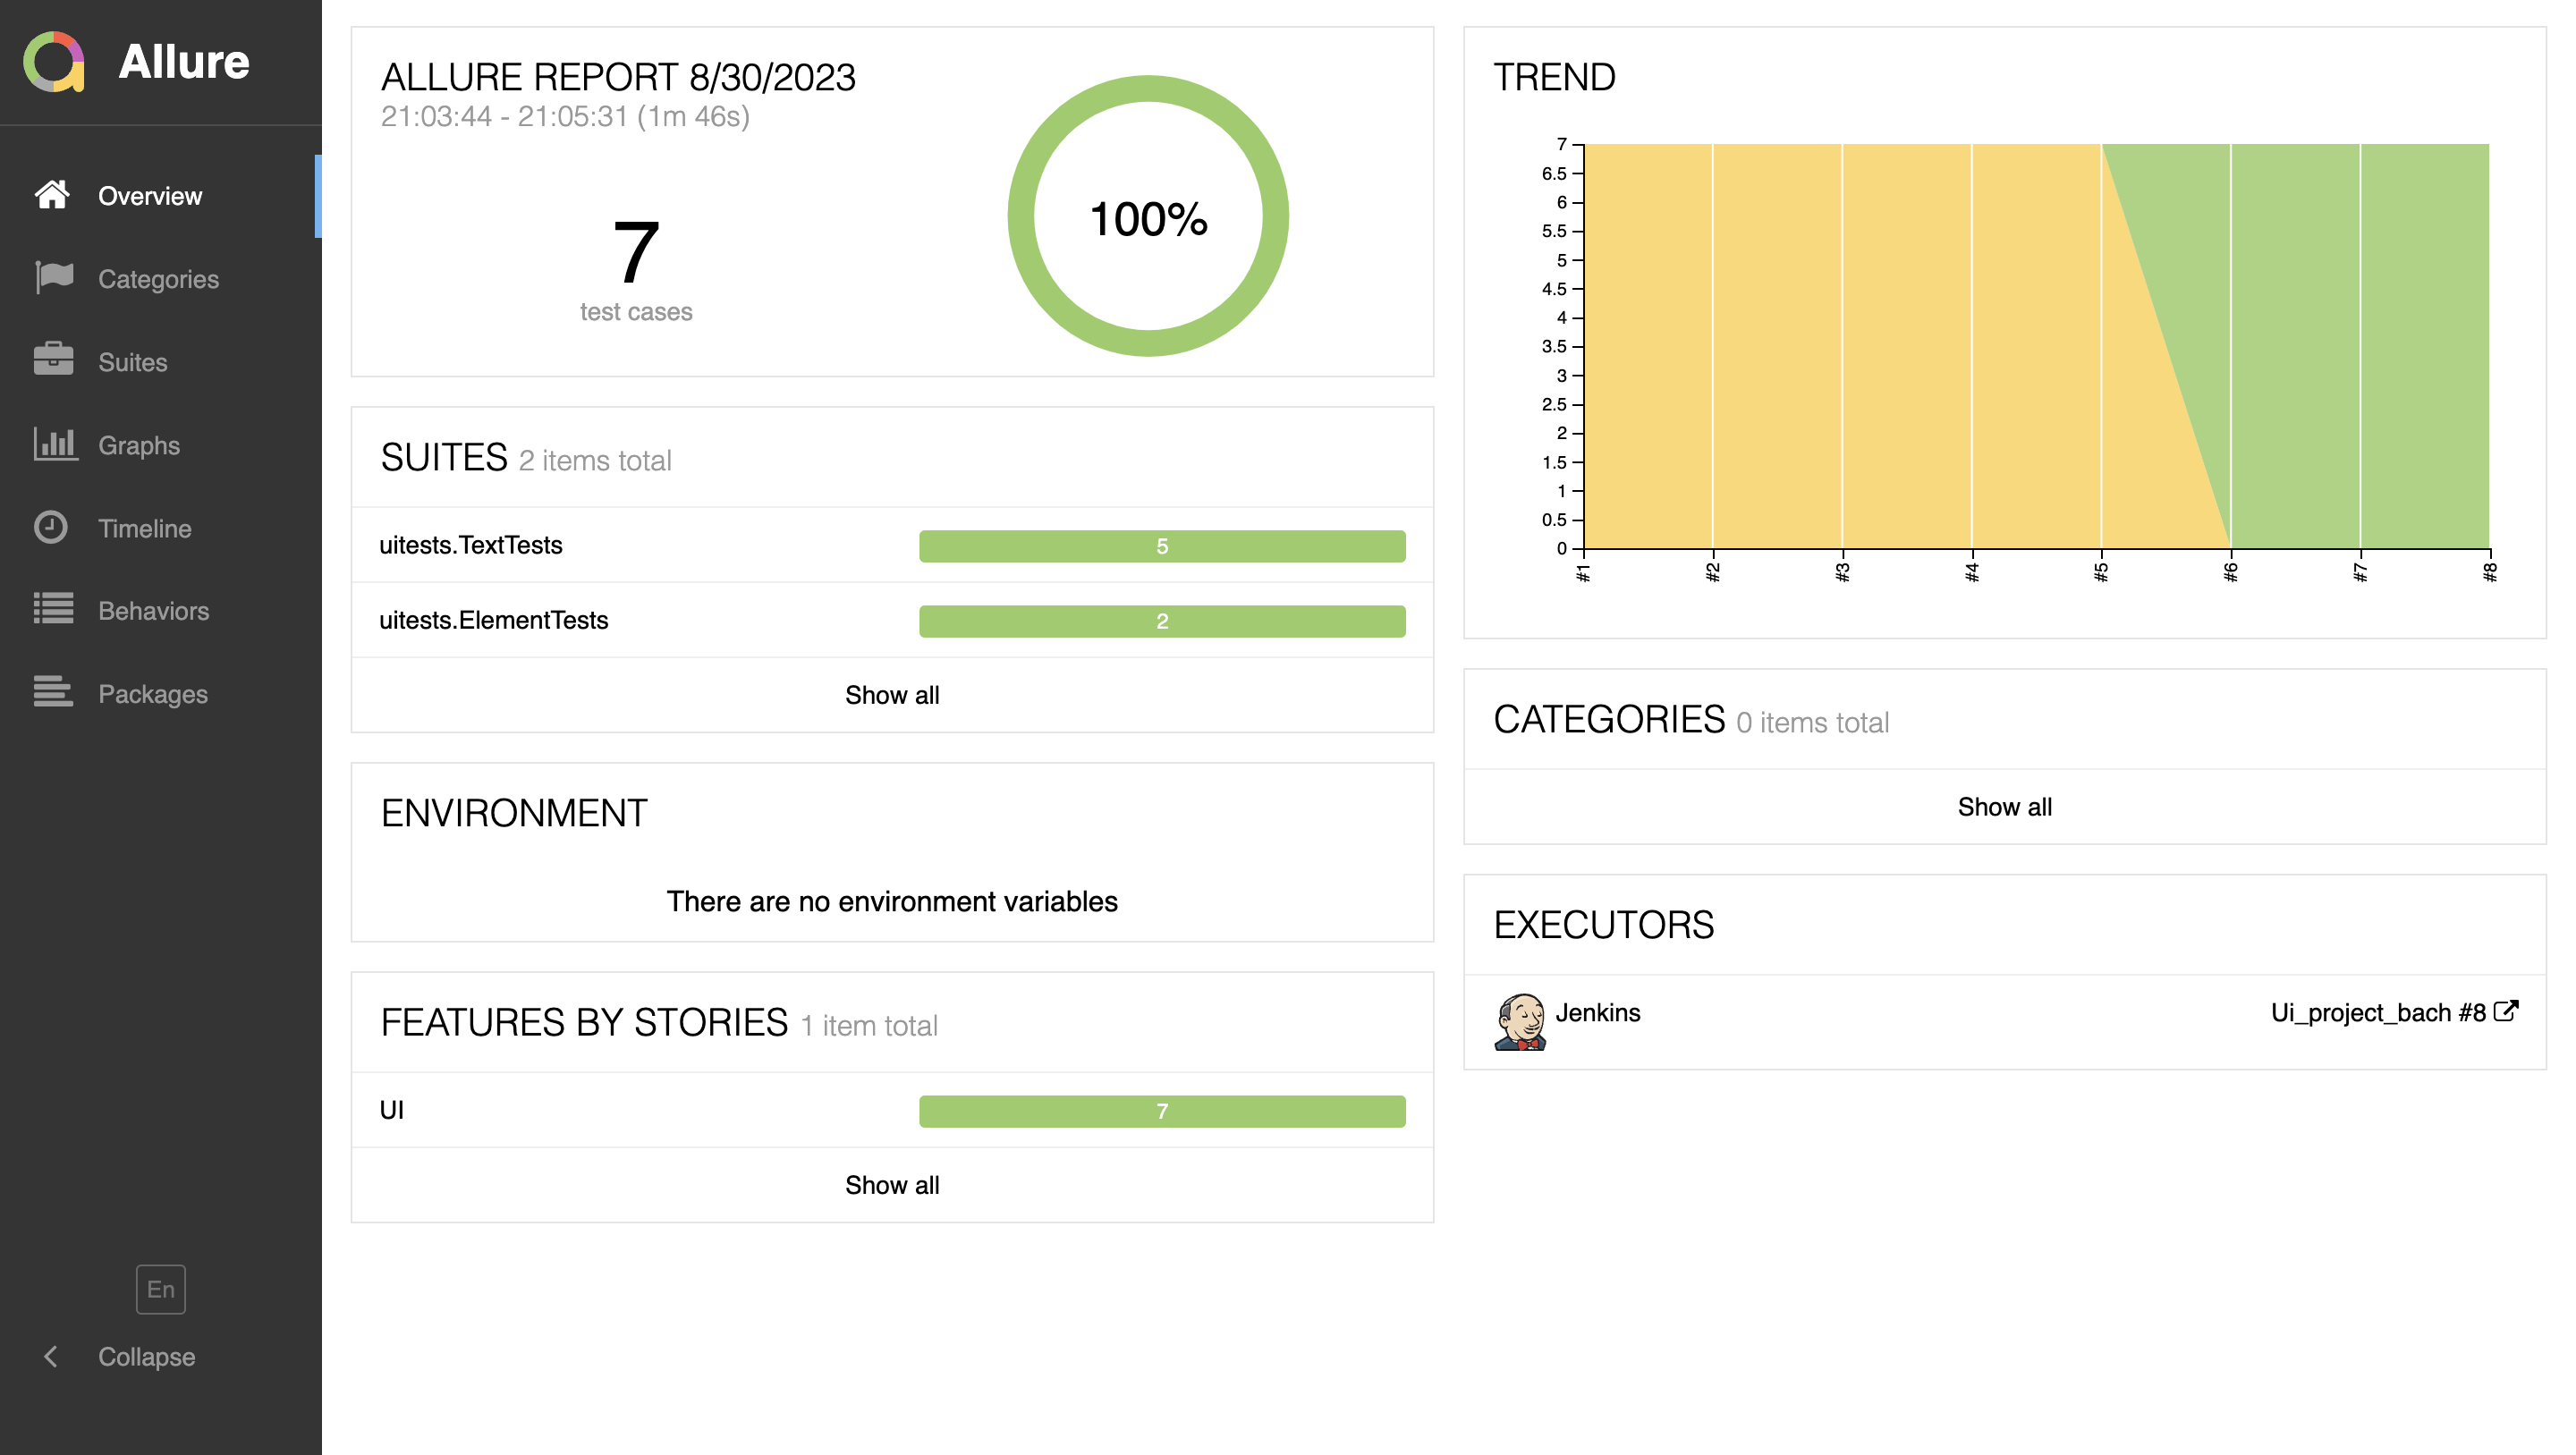 Allure
Overview
Categories
Suites
Graphs
Timeline
Behaviors
Packages
En
Collapse
ALLURE REPORT 8/30/2023
21:03:44 - 21:05:31 (1m 46s)
7
test cases
100%
SUITES 2 items total
uitests.TextTests 5
uitests.ElementTests 2
Show all
ENVIRONMENT
There are no environment variables
FEATURES BY STORIES 1 item total
UI 7
Show all
TREND
7
6.5
6
5.5
5
4.5
4
3.5
3
2.5
2
1.5
1
0.5
0
#1 #2 #3 #4 #5 #6 #7 #8
CATEGORIES 0 items total
Show all
EXECUTORS
Jenkins Ui_project_bach #8